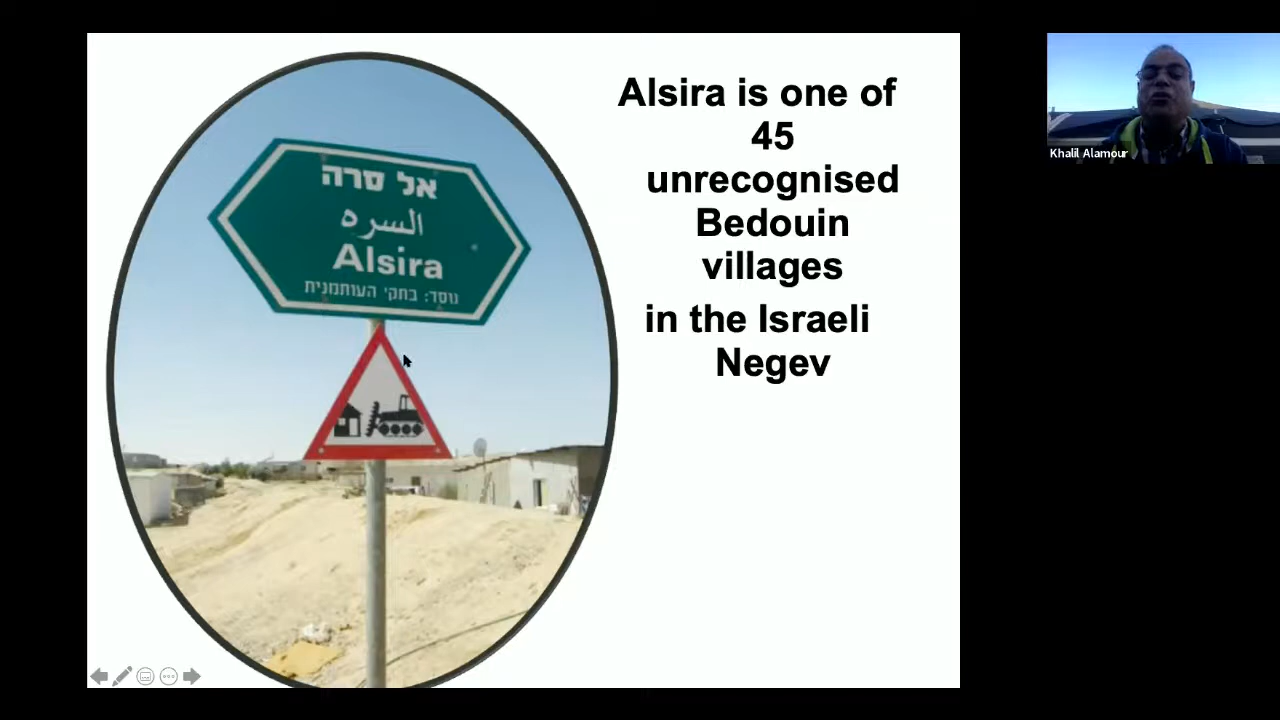 אל סרה
السره
Alsira
נוסד: בחקי העותמנית
Alsira is one of
45
unrecognised
Bedouin
villages
in the Israeli
Negev
Khalil Alamour